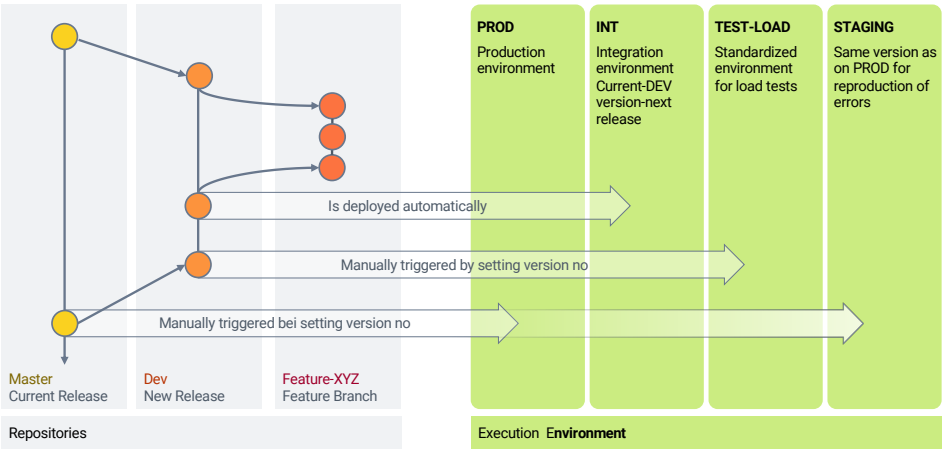 PROD
Production
environment
INT
Integration
environment
Current-DEV
version-next
release
TEST-LOAD
Standardized
environment
for load tests
STAGING
Same version as
on PROD for
reproduction of
errors
Is deployed automatically
Manually triggered by setting version no
Manually triggered bei setting version no
Master
Current Release
Dev
New Release
Feature-XYZ
Feature Branch
Repositories
Execution Environment